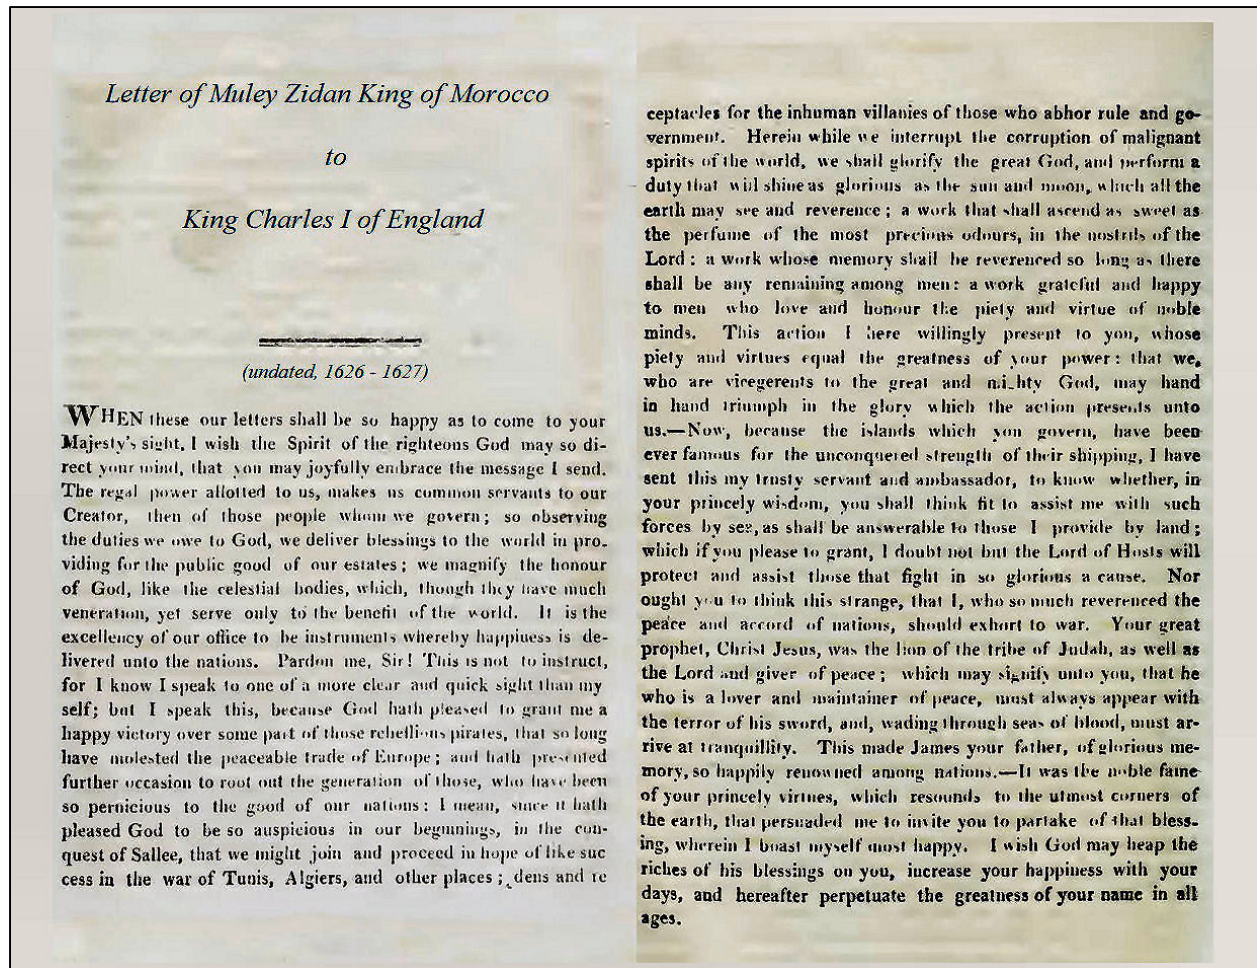 Letter of Muley Zidan King of Morocco
to
King Charles I of England
(undated, 1626 - 1627)
WHEN these our letters shall be so happy as to come to your
Majesty's sight, I wish the Spirit of the righteous God may so di-
rect your mind, that you may joyfully embrace the message I send.
The regal power allotted to us, makes us common servants to our
Creator, then of those people whom we govern; so observing
the duties we owe to God, we deliver blessings to the world in pro-
viding for the public good of our estates; we magnify the honour
of God, like the celestial bodies, which, though they have much
veneration, yet serve only to the benefit of the world. It is the
excellency of our office to be instruments whereby happiness is de-
livered unto the nations. Pardon me, Sir! This is not to instruct,
for I know I speak to one of a more clear and quick sight than my
self; but I speak this, because God hath pleased to grant me a
happy victory over some part of those rebellious pirates, that so long
have molested the peaceable trade of Europe; and hath presented
further occasion to root out the generation of those, who have been
so pernicious to the good of our nations: I mean, since it hath
pleased God to be so auspicious in our beginnings, in the con-
quest of Sallee, that we might join and proceed in hope of like suc
cess in the war of Tunis, Algiers, and other places; dens and re
ceptacles for the inhuman villanies of those who abhor rule and go-
vernment. Herein while we interrupt the corruption of malignant
spirits of the world, we shall glorify the great God, and perform a
duty that will shine as glorious as the sun and moon, which all the
earth may see and reverence; a work that shall ascend as sweet as
the perfume of the most precious odours, in the nostrils of the
Lord: a work whose memory shall be reverenced so long as there
shall be any remaining among men: a work grateful and happy
to men who love and honour the piety and virtue of noble
minds. This action I here willingly present to you, whose
piety and virtues equal the greatness of your power: that we,
who are vicegerents to the great and mighty God, may hand
in hand triumph in the glory which the action presents unto
us.—Now, because the islands which you govern, have been
ever famous for the unconquered strength of their shipping, I have
sent this my trusty servant and ambassador, to know whether, in
your princely wisdom, you shall think fit to assist me with such
forces by sea, as shall be answerable to those I provide by land;
which if you please to grant, I doubt not but the Lord of Hosts will
protect and assist those that fight in so glorious a cause. Nor
ought you to think this strange, that I, who so much reverenced the
peace and accord of nations, should exhort to war. Your great
prophet, Christ Jesus, was the lion of the tribe of Judah, as well as
the Lord and giver of peace; which may signify unto you, that he
who is a lover and maintainer of peace, must always appear with
the terror of his sword, and, wading through seas of blood, must ar-
rive at tranquillity. This made James your father, of glorious me-
mory, so happily renowned among nations.—It was the noble fame
of your princely virtues, which resounds to the utmost corners of
the earth, that persuaded me to invite you to partake of that bless-
ing, wherein I boast myself most happy. I wish God may heap the
riches of his blessings on you, increase your happiness with your
days, and hereafter perpetuate the greatness of your name in all
ages.